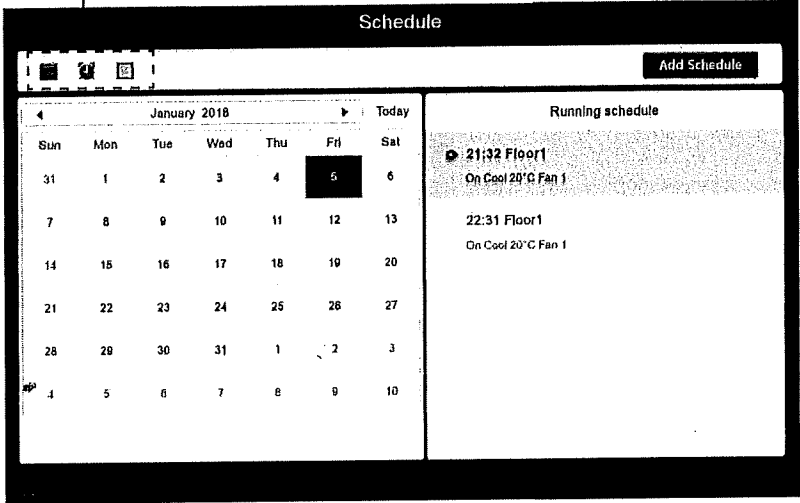 Schedule
Add Schedule
January 2018 Today
Sun Mon Tue Wed Thu Fri Sat
31 1 2 3 4 5 6
7 8 9 10 11 12 13
14 15 16 17 18 19 20
21 22 23 24 25 26 27
28 29 30 31 1 2 3
4 5 6 7 8 9 10
Running schedule
21:32 Floor1
On Cool 20°C Fan 1
22:31 Floor1
On Cool 20°C Fan 1